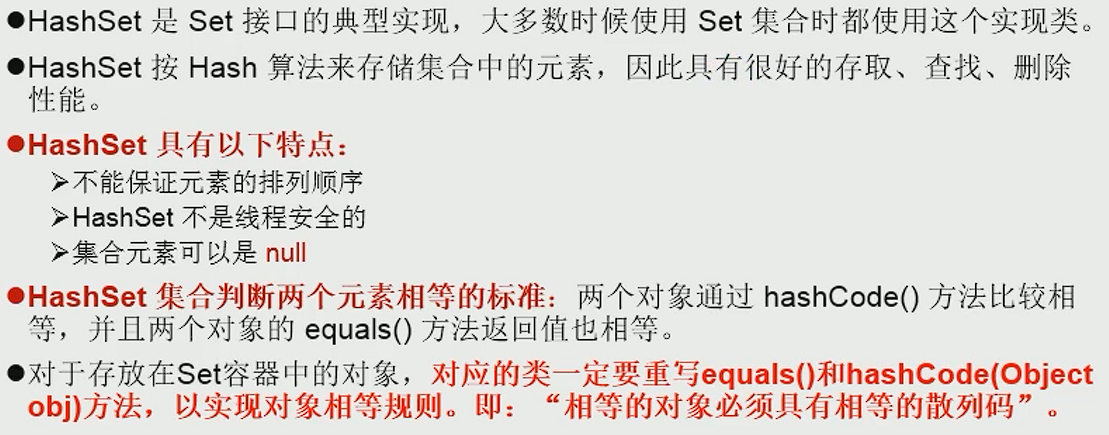 ●HashSet 是 Set 接口的典型实现，大多数时候使用 Set 集合时都使用这个实现类。
●HashSet 按 Hash 算法来存储集合中的元素，因此具有很好的存取、查找、删除
性能。
●HashSet 具有以下特点：
➢不能保证元素的排列顺序
➢HashSet 不是线程安全的
➢集合元素可以是 null
●HashSet 集合判断两个元素相等的标准：两个对象通过 hashCode() 方法比较相
等，并且两个对象的 equals() 方法返回值也相等。
●对于存放在Set容器中的对象，对应的类一定要重写equals()和hashCode(Object
obj)方法，以实现对象相等规则。即：“相等的对象必须具有相等的散列码”。